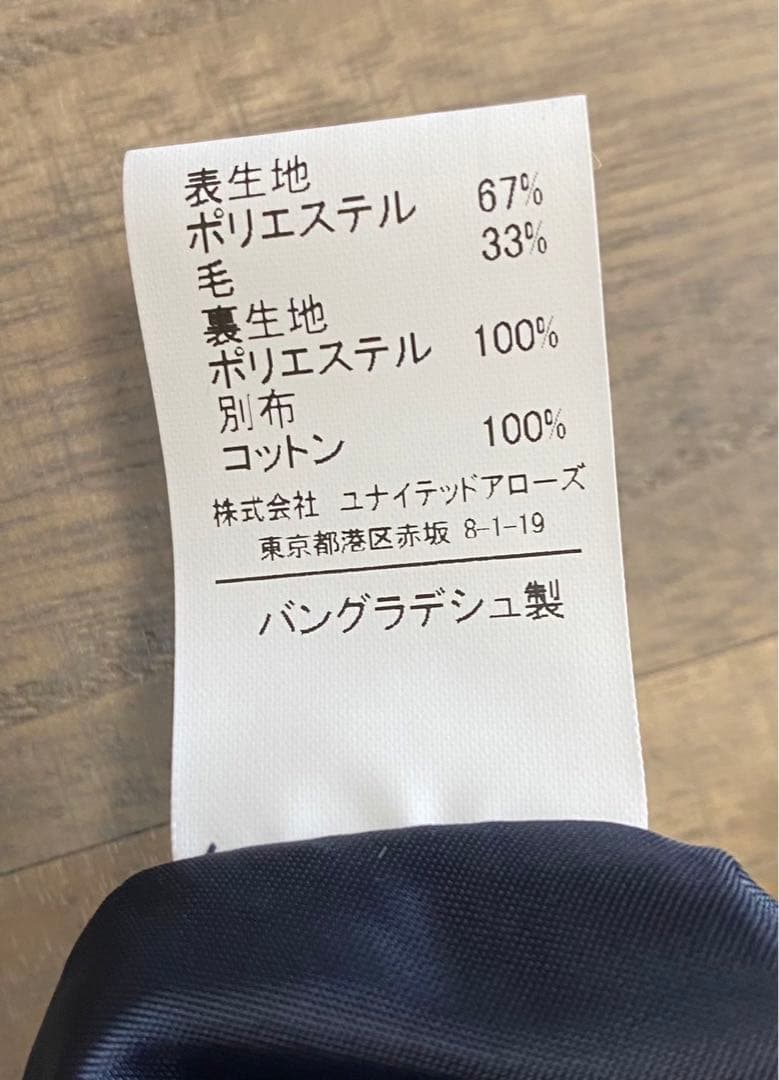 表生地
ポリエステル 67%
毛 33%
裏生地
ポリエステル 100%
別布
コットン 100%
株式会社 ユナイテッドアローズ
東京都港区赤坂 8-1-19
バングラデシュ製